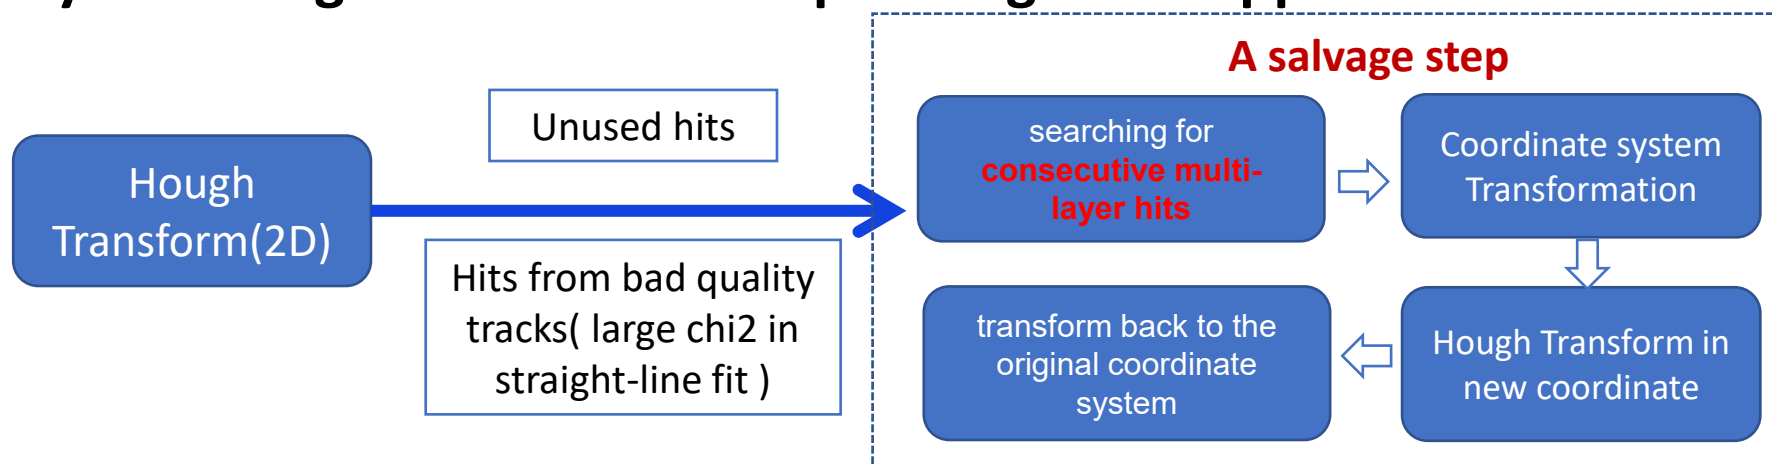 A salvage step
Unused hits
Hough
Transform(2D)
Hits from bad quality
tracks( large chi2 in
straight-line fit )
searching for
consecutive multi-
layer hits
Coordinate system
Transformation
Hough Transform in
new coordinate
transform back to the
original coordinate
system